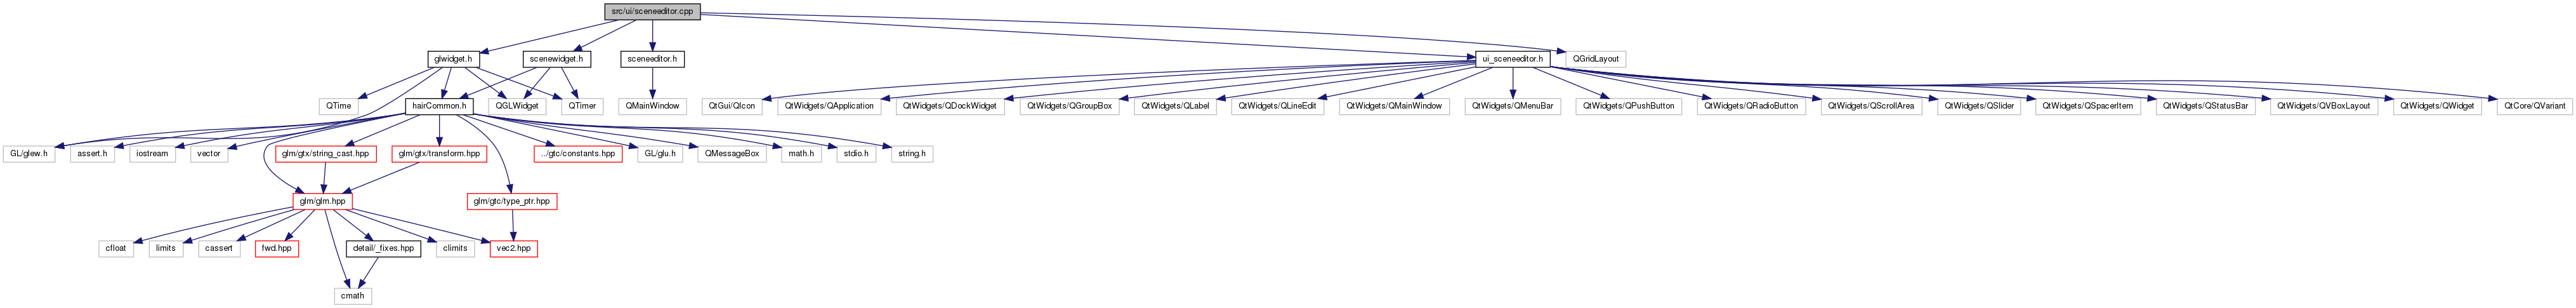 src/ui/sceneeditor.cpp
glwidget.h
scenewidget.h
sceneeditor.h
ui_sceneeditor.h
QGridLayout
QTime
hairCommon.h
QGLWidget
QTimer
QMainWindow
QtGui/QIcon
QtWidgets/QApplication
QtWidgets/QDockWidget
QtWidgets/QGroupBox
QtWidgets/QLabel
QtWidgets/QLineEdit
QtWidgets/QMainWindow
QtWidgets/QMenuBar
QtWidgets/QPushButton
QtWidgets/QRadioButton
QtWidgets/QScrollArea
QtWidgets/QSlider
QtWidgets/QSpacerItem
QtWidgets/QStatusBar
QtWidgets/QVBoxLayout
QtWidgets/QWidget
QtCore/QVariant
GL/glew.h
assert.h
iostream
vector
glm/gtx/string_cast.hpp
glm/gtx/transform.hpp
../gtc/constants.hpp
GL/glu.h
QMessageBox
math.h
stdio.h
string.h
glm/glm.hpp
glm/gtc/type_ptr.hpp
cfloat
limits
cassert
fwd.hpp
detail/_fixes.hpp
climits
vec2.hpp
cmath